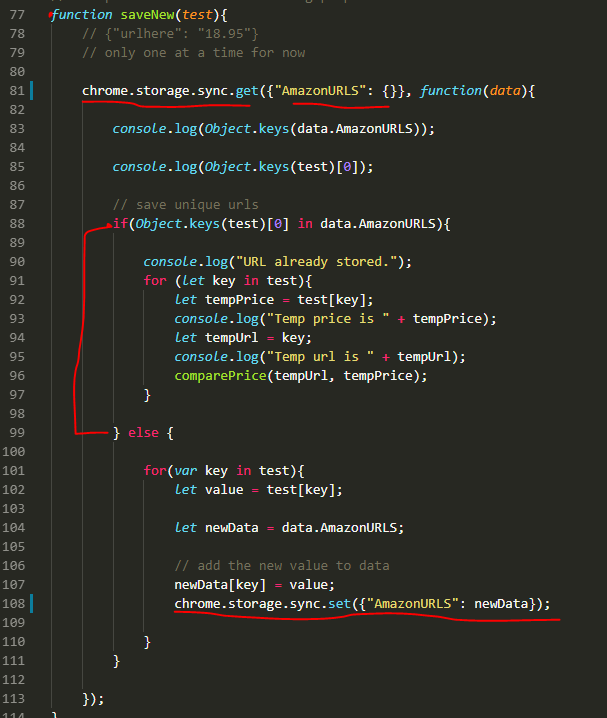 77 function saveNew(test){
78 // {"urlhere": "18.95"}
79 // only one at a time for now
80
81 chrome.storage.sync.get({"AmazonURLS": {}}, function(data){
82
83 console.log(Object.keys(data.AmazonURLS));
84
85 console.log(Object.keys(test)[0]);
86
87 // save unique urls
88 if(Object.keys(test)[0] in data.AmazonURLS){
89
90 console.log("URL already stored.");
91 for (let key in test){
92 let tempPrice = test[key];
93 console.log("Temp price is " + tempPrice);
94 let tempUrl = key;
95 console.log("Temp url is " + tempUrl);
96 comparePrice(tempUrl, tempPrice);
97 }
98
99 } else {
100
101 for(var key in test){
102 let value = test[key];
103
104 let newData = data.AmazonURLS;
105
106 // add the new value to data
107 newData[key] = value;
108 chrome.storage.sync.set({"AmazonURLS": newData});
109
110 }
111 }
112
113 });
114 }